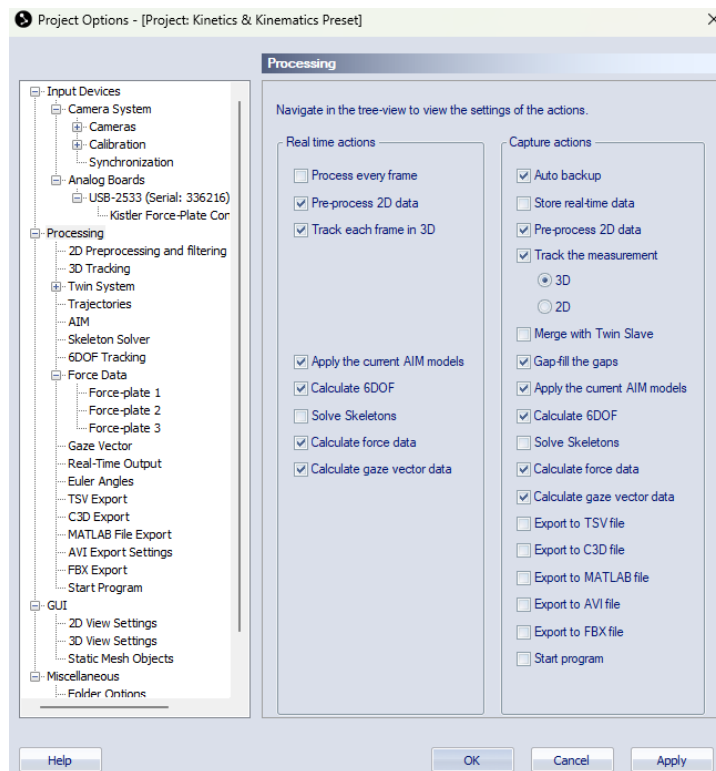 Project Options - [Project: Kinetics & Kinematics Preset]
Processing
Input Devices
Camera System
Cameras
Calibration
Synchronization
Analog Boards
USB-2533 (Serial: 336216)
Kistler Force-Plate Con
Processing
2D Preprocessing and filtering
3D Tracking
Twin System
Trajectories
AIM
Skeleton Solver
6DOF Tracking
Force Data
Force-plate 1
Force-plate 2
Force-plate 3
Gaze Vector
Real-Time Output
Euler Angles
TSV Export
C3D Export
MATLAB File Export
AVI Export Settings
FBX Export
Start Program
GUI
2D View Settings
3D View Settings
Static Mesh Objects
Miscellaneous
Folder Options
Navigate in the tree-view to view the settings of the actions.
Real time actions
Process every frame
Pre-process 2D data
Track each frame in 3D
Apply the current AIM models
Calculate 6DOF
Solve Skeletons
Calculate force data
Calculate gaze vector data
Capture actions
Auto backup
Store real-time data
Pre-process 2D data
Track the measurement
3D
2D
Merge with Twin Slave
Gap-fill the gaps
Apply the current AIM models
Calculate 6DOF
Solve Skeletons
Calculate force data
Calculate gaze vector data
Export to TSV file
Export to C3D file
Export to MATLAB file
Export to AVI file
Export to FBX file
Start program
Help
OK
Cancel
Apply